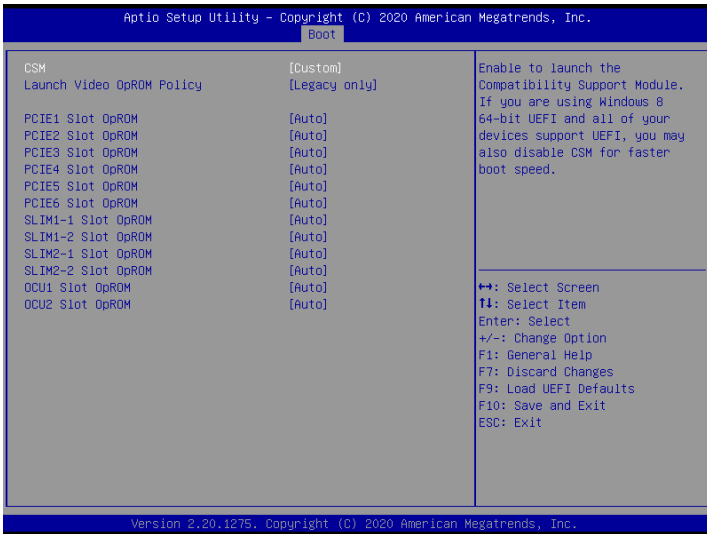 Aptio Setup Utility – Copyright (C) 2020 American Megatrends, Inc.
Boot
CSM [Custom]
Launch Video OpROM Policy [Legacy only]
PCIE1 Slot OpROM [Auto]
PCIE2 Slot OpROM [Auto]
PCIE3 Slot OpROM [Auto]
PCIE4 Slot OpROM [Auto]
PCIE5 Slot OpROM [Auto]
PCIE6 Slot OpROM [Auto]
SLIM1-1 Slot OpROM [Auto]
SLIM1-2 Slot OpROM [Auto]
SLIM2-1 Slot OpROM [Auto]
SLIM2-2 Slot OpROM [Auto]
OCU1 Slot OpROM [Auto]
OCU2 Slot OpROM [Auto]
Enable to launch the
Compatibility Support Module.
If you are using Windows 8
64-bit UEFI and all of your
devices support UEFI, you may
also disable CSM for faster
boot speed.
↔: Select Screen
↑↓: Select Item
Enter: Select
+/-: Change Option
F1: General Help
F7: Discard Changes
F9: Load UEFI Defaults
F10: Save and Exit
ESC: Exit
Version 2.20.1275. Copyright (C) 2020 American Megatrends, Inc.